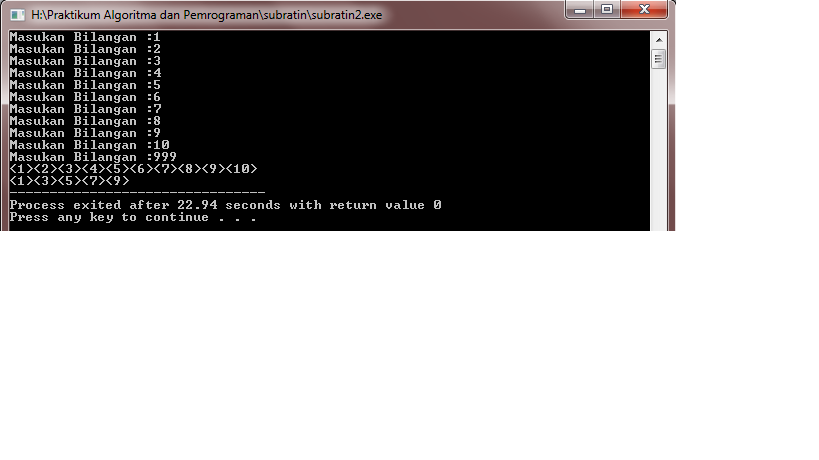 H:\Praktikum Algoritma dan Pemrograman\subratin\subratin2.exe
Masukan Bilangan :1
Masukan Bilangan :2
Masukan Bilangan :3
Masukan Bilangan :4
Masukan Bilangan :5
Masukan Bilangan :6
Masukan Bilangan :7
Masukan Bilangan :8
Masukan Bilangan :9
Masukan Bilangan :10
Masukan Bilangan :999
<1><2><3><4><5><6><7><8><9><10>
<1><3><5><7><9>
--------------------------------
Process exited after 22.94 seconds with return value 0
Press any key to continue . . .